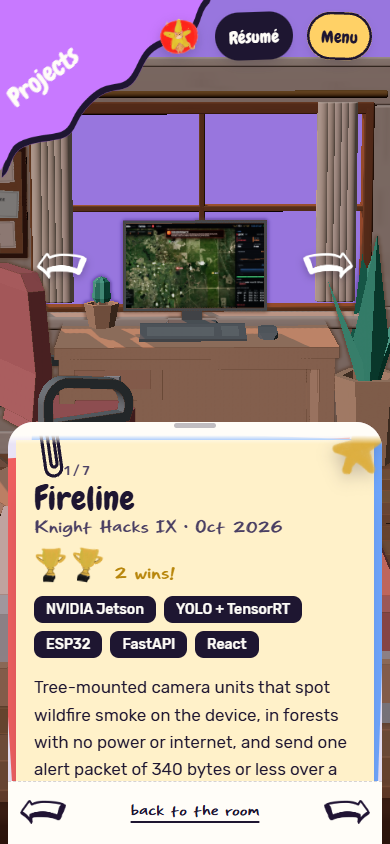 Projects
Résumé
Menu
1 / 7
Fireline
Knight Hacks IX · Oct 2026
2 wins!
NVIDIA Jetson
YOLO + TensorRT
ESP32
FastAPI
React
Tree-mounted camera units that spot
wildfire smoke on the device, in forests
with no power or internet, and send one
alert packet of 340 bytes or less over a
back to the room